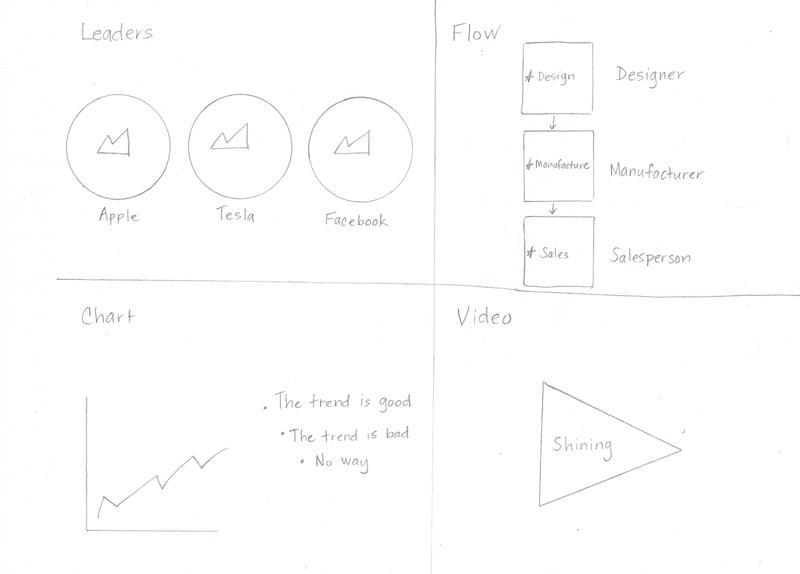 Leaders
Apple
Tesla
Facebook
Flow
* Design
Designer
* Manufacture
Manufacturer
* Sales
Salesperson
Chart
• The trend is good
• The trend is bad
• No way
Video
Shining